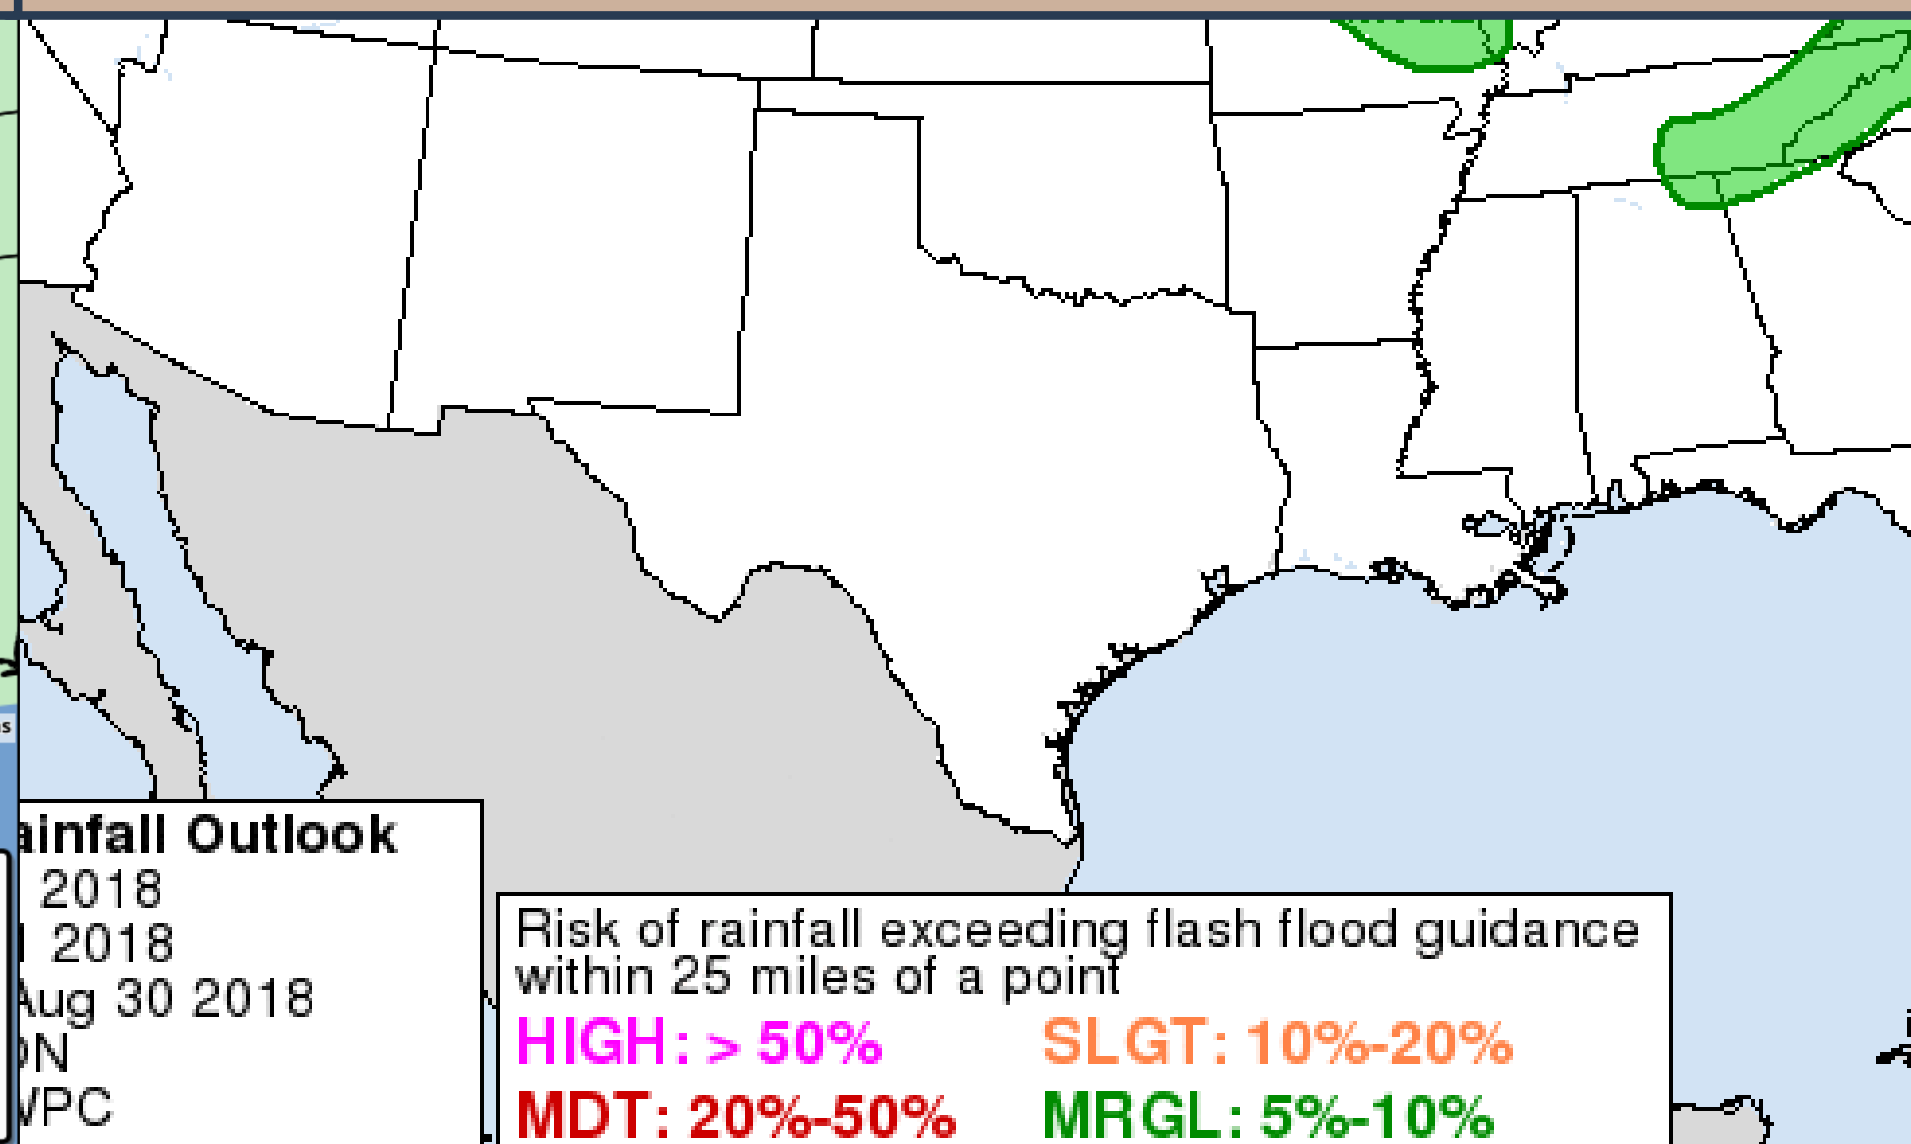 ainfall Outlook
2018
2018
Aug 30 2018
N
WPC
Risk of rainfall exceeding flash flood guidance
within 25 miles of a point
HIGH: > 50% SLGT: 10%-20%
MDT: 20%-50% MRGL: 5%-10%